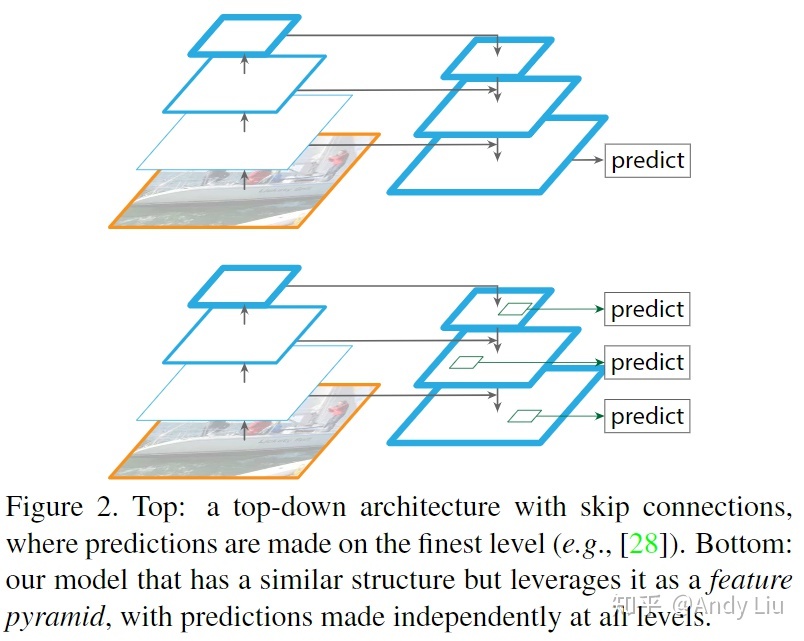 predict
predict
predict
predict
Figure 2. Top: a top-down architecture with skip connections,
where predictions are made on the finest level (e.g., [28]). Bottom:
our model that has a similar structure but leverages it as a feature
pyramid, with predictions made independently at all levels.
知乎 @Andy Liu